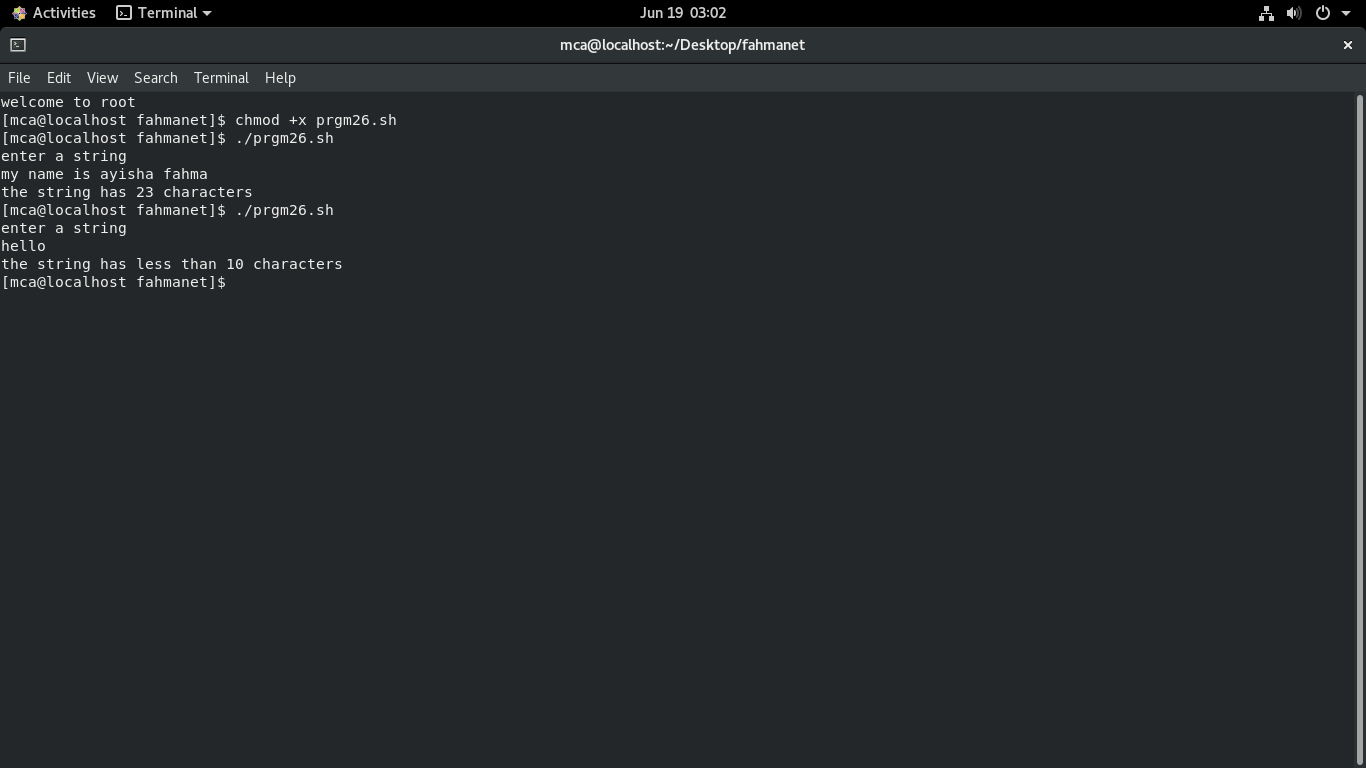 Activities Terminal Jun 19 03:02
mca@localhost:~/Desktop/fahmanet
File Edit View Search Terminal Help
welcome to root
[mca@localhost fahmanet]$ chmod +x prgm26.sh
[mca@localhost fahmanet]$ ./prgm26.sh
enter a string
my name is ayisha fahma
the string has 23 characters
[mca@localhost fahmanet]$ ./prgm26.sh
enter a string
hello
the string has less than 10 characters
[mca@localhost fahmanet]$